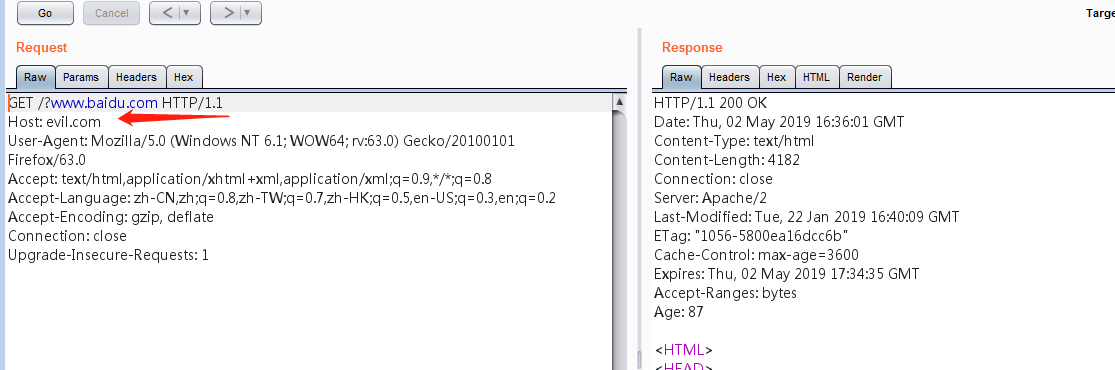 Go
Cancel
<
>
Targe
Request
Response
Raw
Params
Headers
Hex
Raw
Headers
Hex
HTML
Render
GET /?www.baidu.com HTTP/1.1
Host: evil.com
User-Agent: Mozilla/5.0 (Windows NT 6.1; WOW64; rv:63.0) Gecko/20100101
Firefox/63.0
Accept: text/html,application/xhtml+xml,application/xml;q=0.9,*/*;q=0.8
Accept-Language: zh-CN,zh;q=0.8,zh-TW;q=0.7,zh-HK;q=0.5,en-US;q=0.3,en;q=0.2
Accept-Encoding: gzip, deflate
Connection: close
Upgrade-Insecure-Requests: 1
HTTP/1.1 200 OK
Date: Thu, 02 May 2019 16:36:01 GMT
Content-Type: text/html
Content-Length: 4182
Connection: close
Server: Apache/2
Last-Modified: Tue, 22 Jan 2019 16:40:09 GMT
ETag: "1056-5800ea16dcc6b"
Cache-Control: max-age=3600
Expires: Thu, 02 May 2019 17:34:35 GMT
Accept-Ranges: bytes
Age: 87
<HTML>
<HEAD>